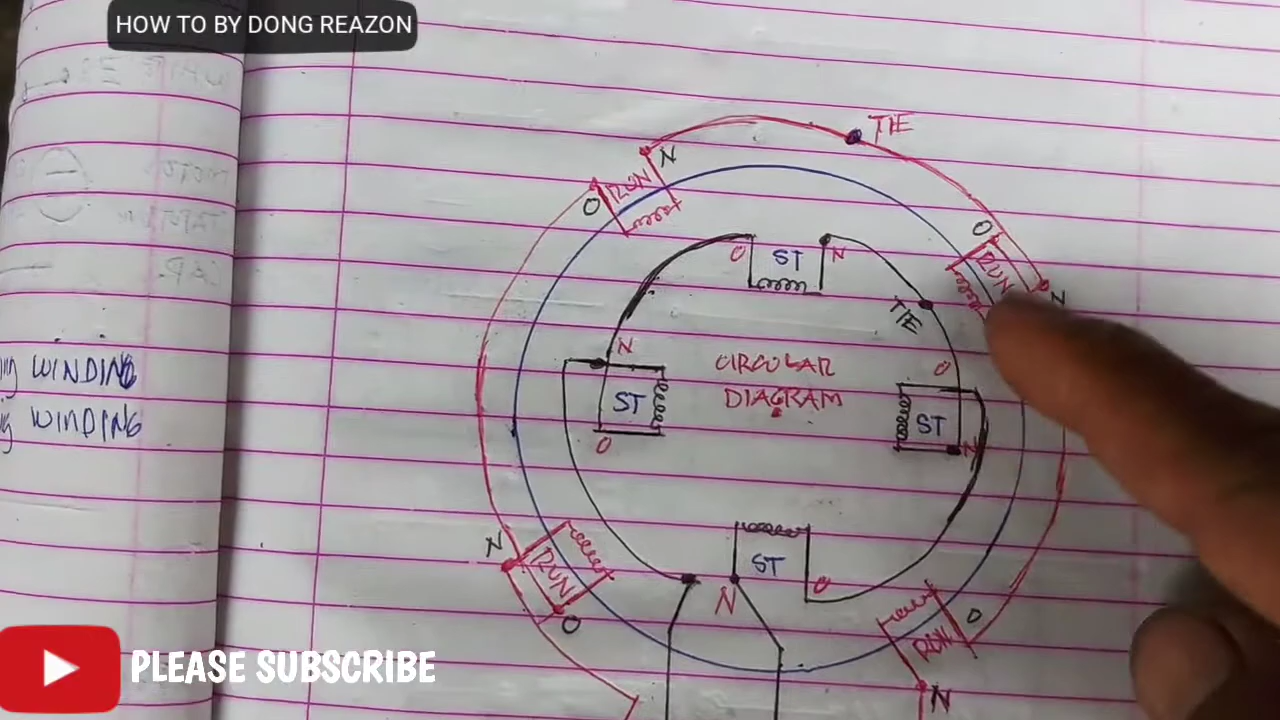 HOW TO BY DONG REAZON
TIE
N
RUN
O
O
RUN
N
O
ST
N
TIE
N
CIRCULAR
DIAGRAM
O
ST
O
ST
N
N
RUN
O
ST
N
O
O
RUN
N
WINDING
WINDING
PLEASE SUBSCRIBE